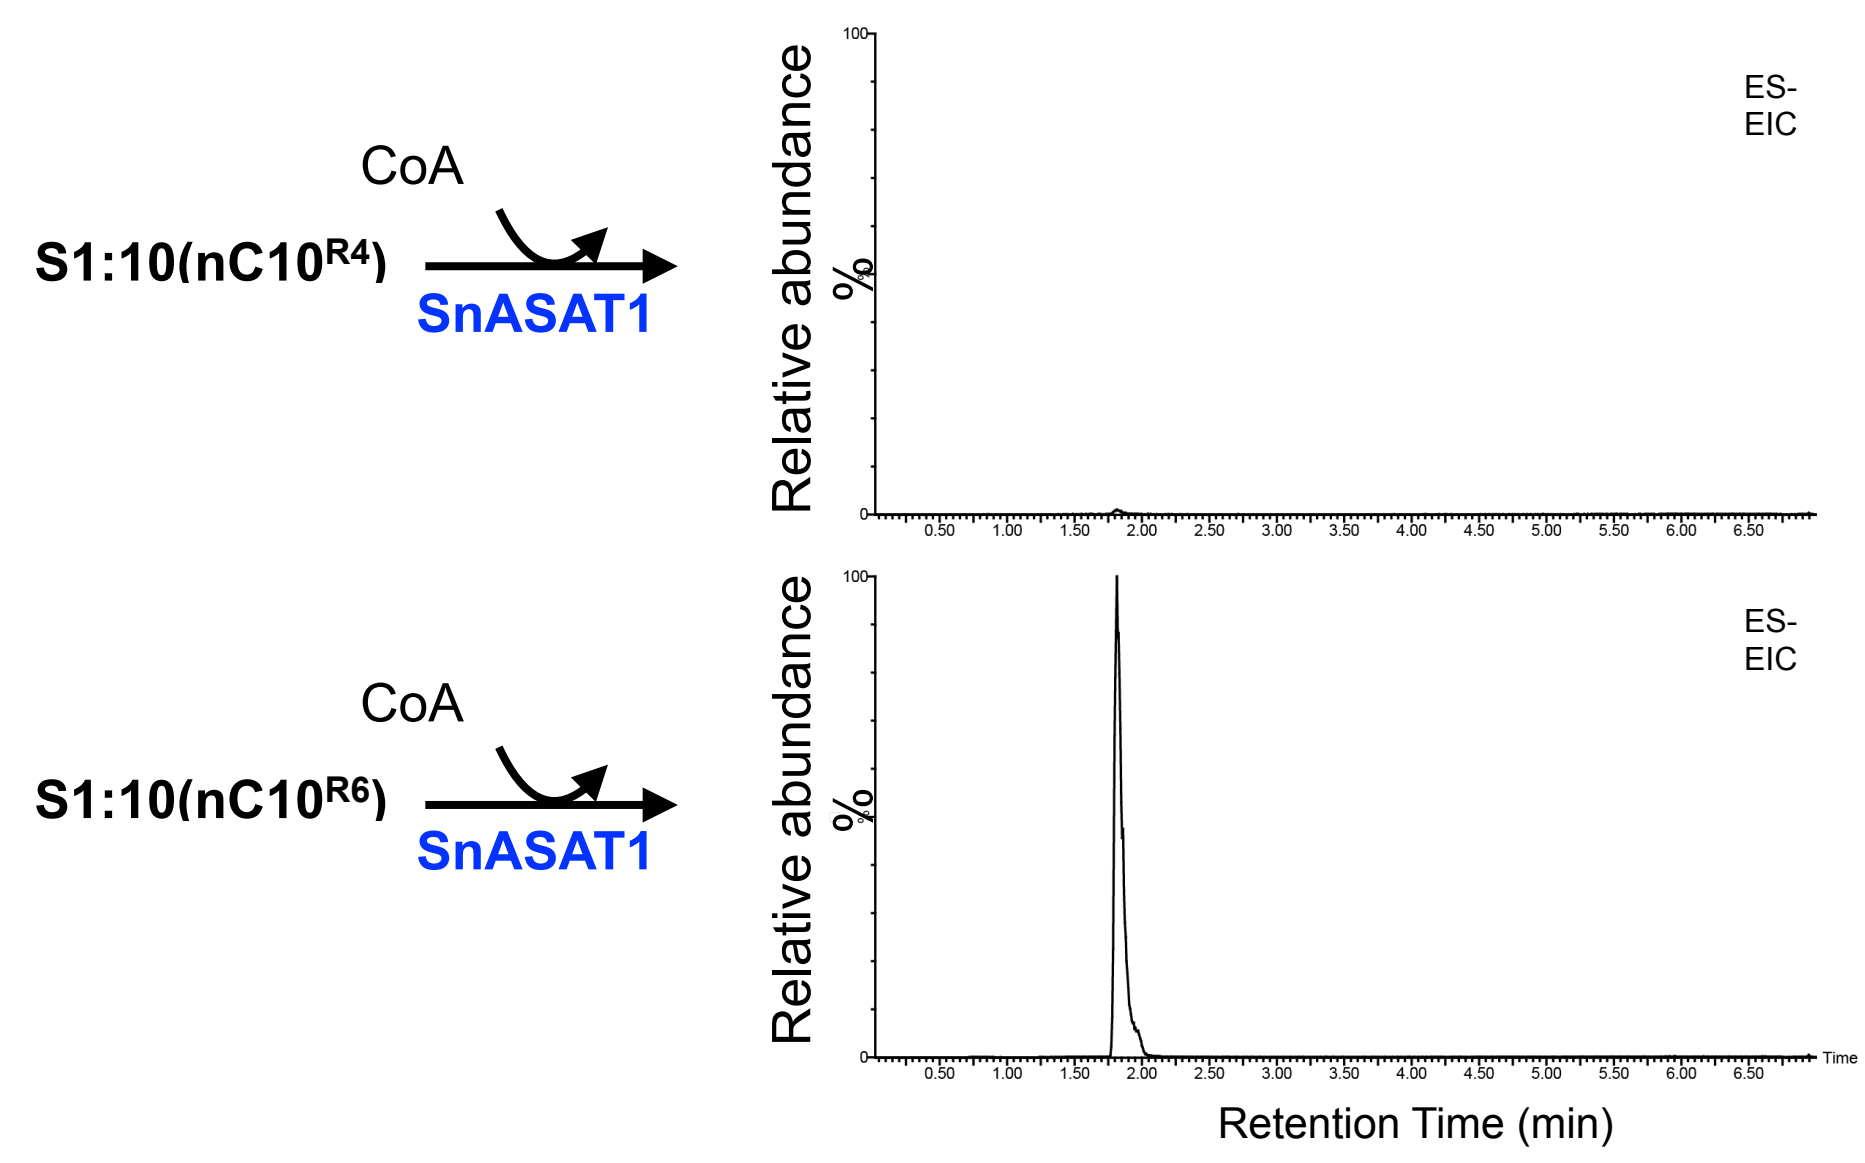 CoA
S1:10(nC10R4)
SnASAT1
Relative abundance
%
100
0
ES-
EIC
0.50 1.00 1.50 2.00 2.50 3.00 3.50 4.00 4.50 5.00 5.50 6.00 6.50
CoA
S1:10(nC10R6)
SnASAT1
Relative abundance
%
100
0
ES-
EIC
0.50 1.00 1.50 2.00 2.50 3.00 3.50 4.00 4.50 5.00 5.50 6.00 6.50
Time
Retention Time (min)